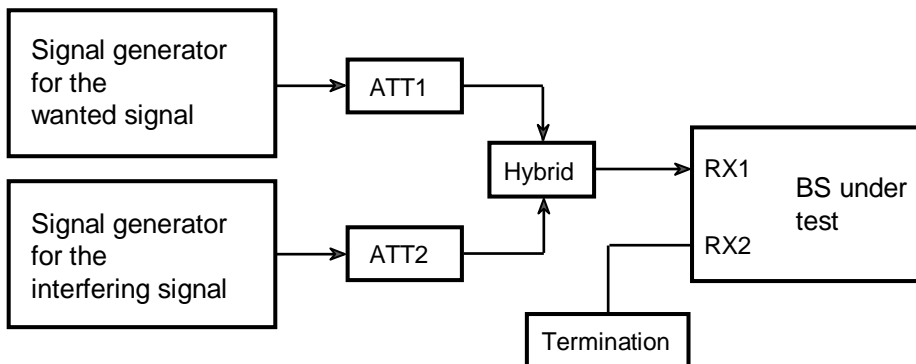 Signal generator
for the
wanted signal
ATT1
Hybrid
RX1
BS under
test
Signal generator
for the
interfering signal
ATT2
RX2
Termination